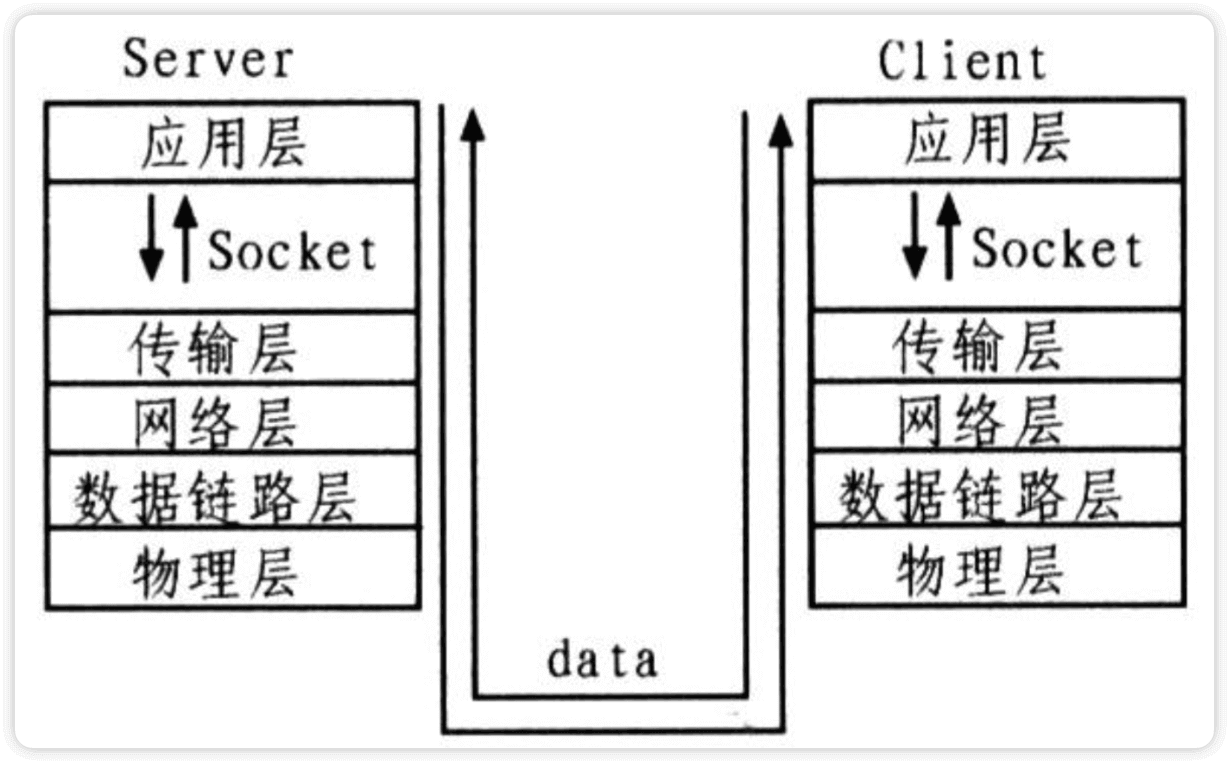 Server
应用层
Socket
传输层
网络层
数据链路层
物理层
data
Client
应用层
Socket
传输层
网络层
数据链路层
物理层